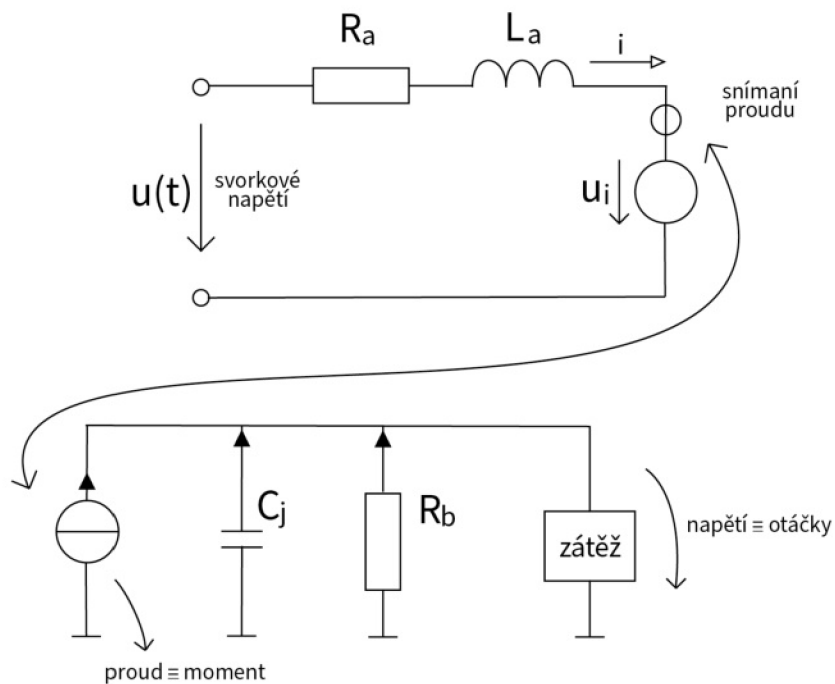 Ra
La
i
snímaní
proudu
u(t)
svorkové
napětí
ui
Cj
Rb
zátěž
napětí ≡ otáčky
proud ≡ moment